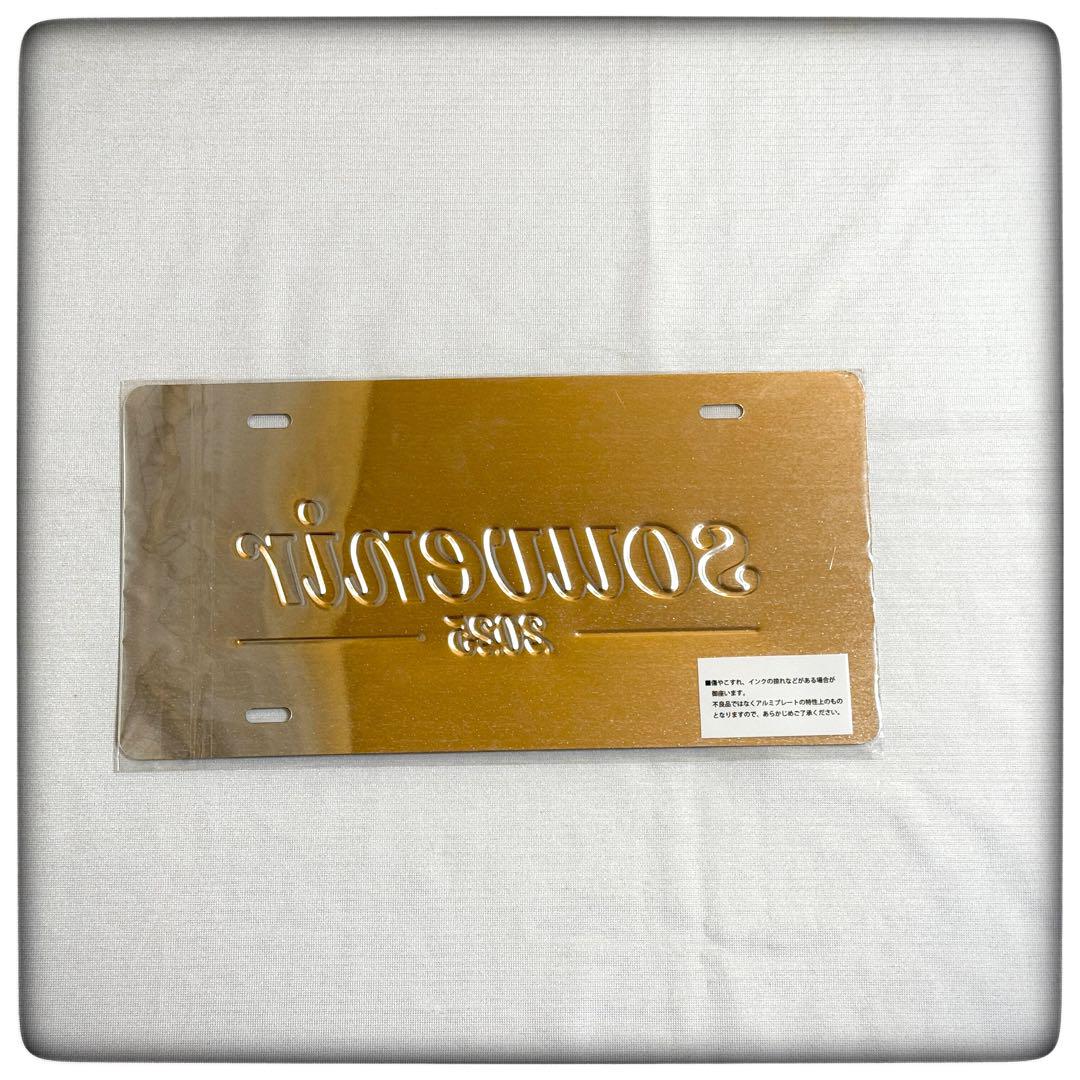 souvenir
2025
■傷やこすれ、インクの擦れなどがある場合が
御座います。
不良品ではなくアルミプレートの特性上のもの
となりますので、あらかじめご了承ください。